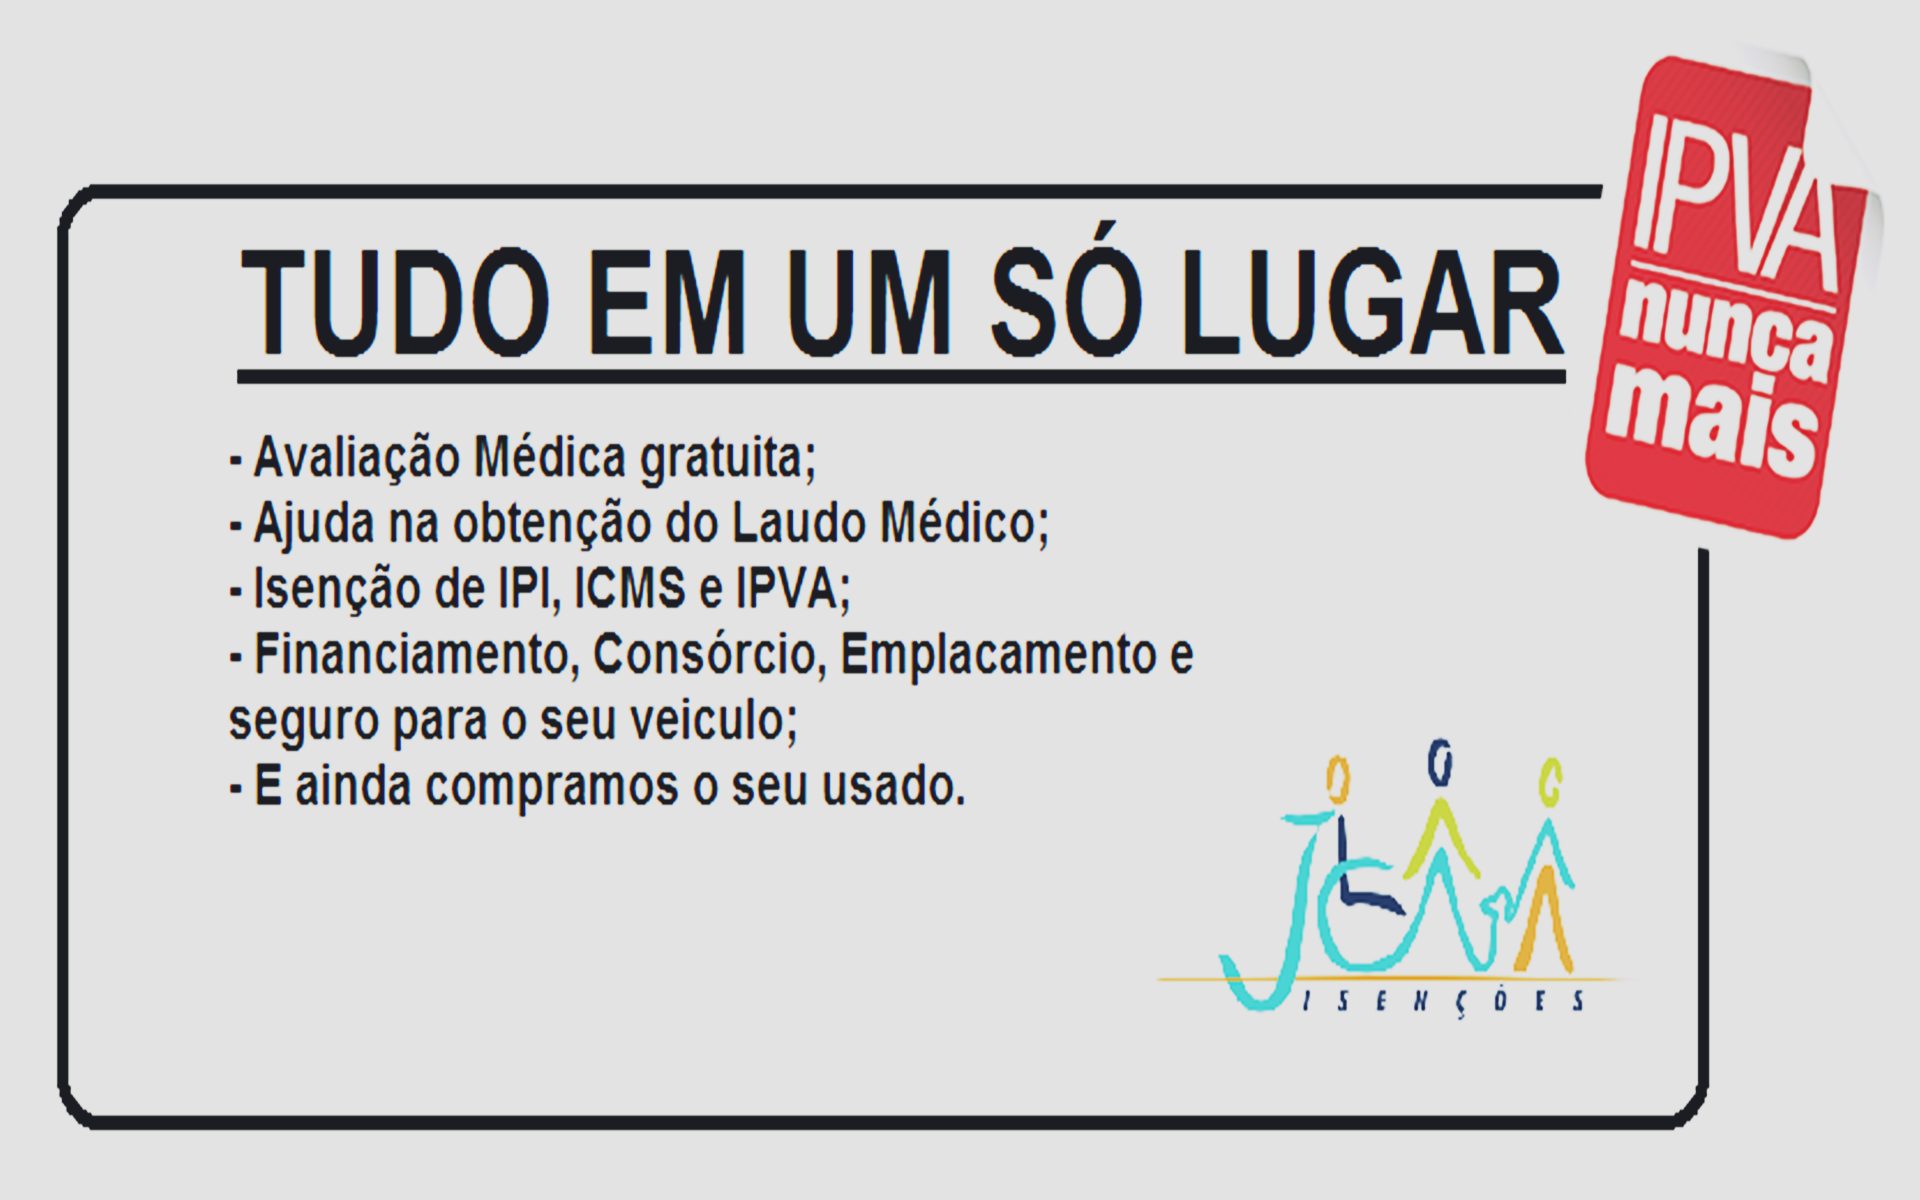 IPVA
nunca
mais
TUDO EM UM SÓ LUGAR
- Avaliação Médica gratuita;
- Ajuda na obtenção do Laudo Médico;
- Isenção de IPI, ICMS e IPVA;
- Financiamento, Consórcio, Emplacamento e
seguro para o seu veiculo;
- E ainda compramos o seu usado.
ISENÇÕES